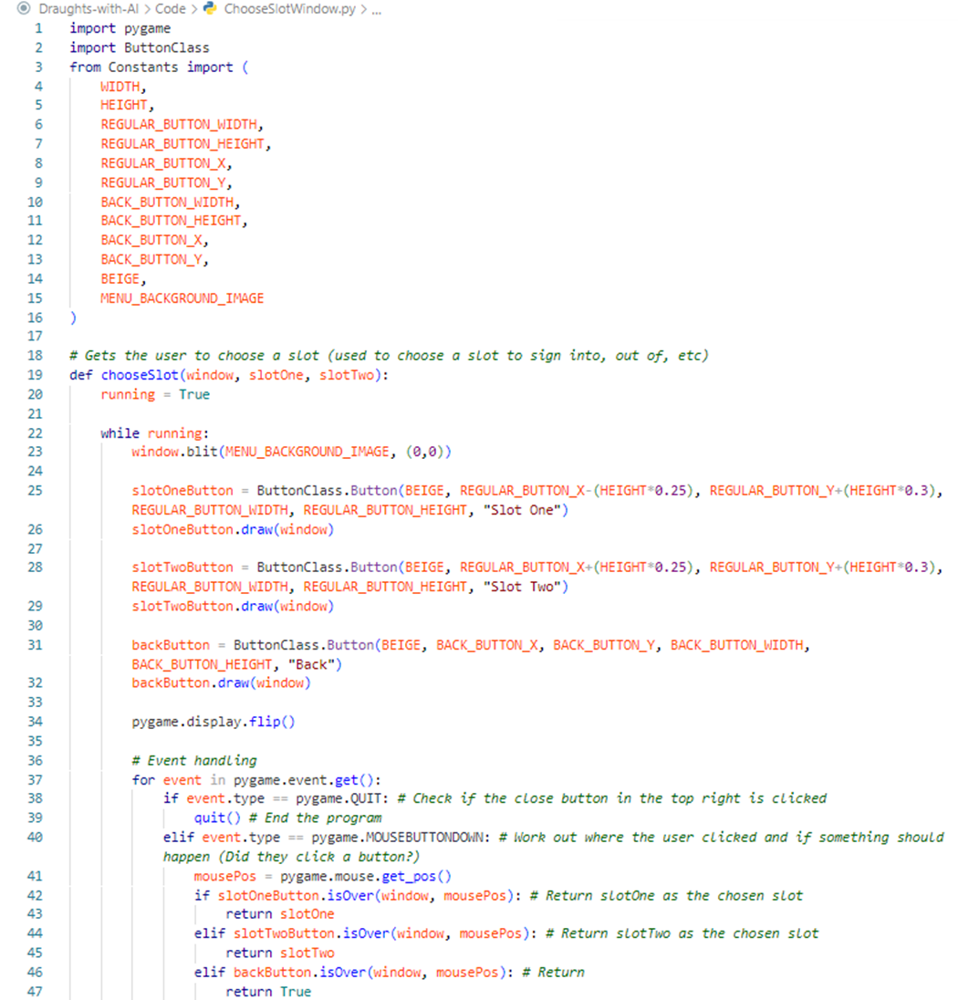 Draughts-with-AI > Code > ChooseSlotWindow.py > ...
1 import pygame
2 import ButtonClass
3 from Constants import (
4     WIDTH,
5     HEIGHT,
6     REGULAR_BUTTON_WIDTH,
7     REGULAR_BUTTON_HEIGHT,
8     REGULAR_BUTTON_X,
9     REGULAR_BUTTON_Y,
10     BACK_BUTTON_WIDTH,
11     BACK_BUTTON_HEIGHT,
12     BACK_BUTTON_X,
13     BACK_BUTTON_Y,
14     BEIGE,
15     MENU_BACKGROUND_IMAGE
16 )
17
18 # Gets the user to choose a slot (used to choose a slot to sign into, out of, etc)
19 def chooseSlot(window, slotOne, slotTwo):
20     running = True
21
22     while running:
23         window.blit(MENU_BACKGROUND_IMAGE, (0,0))
24
25         slotOneButton = ButtonClass.Button(BEIGE, REGULAR_BUTTON_X-(HEIGHT*0.25), REGULAR_BUTTON_Y+(HEIGHT*0.3),
        REGULAR_BUTTON_WIDTH, REGULAR_BUTTON_HEIGHT, "Slot One")
26         slotOneButton.draw(window)
27
28         slotTwoButton = ButtonClass.Button(BEIGE, REGULAR_BUTTON_X+(HEIGHT*0.25), REGULAR_BUTTON_Y+(HEIGHT*0.3),
        REGULAR_BUTTON_WIDTH, REGULAR_BUTTON_HEIGHT, "Slot Two")
29         slotTwoButton.draw(window)
30
31         backButton = ButtonClass.Button(BEIGE, BACK_BUTTON_X, BACK_BUTTON_Y, BACK_BUTTON_WIDTH,
        BACK_BUTTON_HEIGHT, "Back")
32         backButton.draw(window)
33
34         pygame.display.flip()
35
36         # Event handling
37         for event in pygame.event.get():
38             if event.type == pygame.QUIT: # Check if the close button in the top right is clicked
39                 quit() # End the program
40             elif event.type == pygame.MOUSEBUTTONDOWN: # Work out where the user clicked and if something should
            happen (Did they click a button?)
41                 mousePos = pygame.mouse.get_pos()
42                 if slotOneButton.isOver(window, mousePos): # Return slotOne as the chosen slot
43                     return slotOne
44                 elif slotTwoButton.isOver(window, mousePos): # Return slotTwo as the chosen slot
45                     return slotTwo
46                 elif backButton.isOver(window, mousePos): # Return
47                     return True